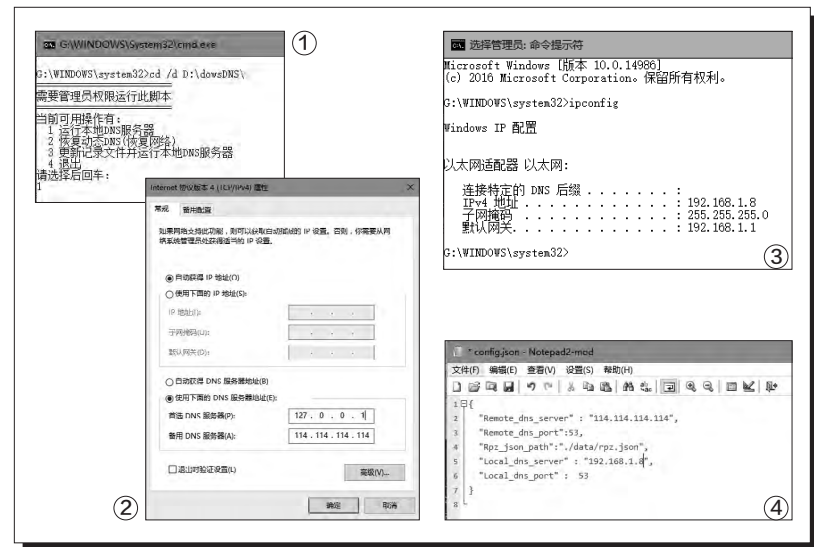 ①
G:\WINDOWS\System32\cmd.exe
G:\WINDOWS\system32>cd /d D:\dowsDNS\
需要管理员权限运行此脚本
当前可用操作有:
1 运行本地DNS服务器
2 恢复动态DNS(恢复网络)
3 更新记录文件并运行本地DNS服务器
4 退出
请选择后回车:
1
②
Internet 协议版本 4 (TCP/IPv4) 属性
常规
备用配置
如果网络支持此功能，则可以获取自动指派的 IP 设置。否则，你需要从网
络系统管理员处获得适当的 IP 设置。
自动获得 IP 地址(O)
使用下面的 IP 地址(S):
IP 地址(I):
子网掩码(U):
默认网关(D):
自动获得 DNS 服务器地址(B)
使用下面的 DNS 服务器地址(E):
首选 DNS 服务器(P): 127 . 0 . 0 . 1
备用 DNS 服务器(A): 114 . 114 . 114 . 114
退出时验证设置(L)
高级(V)...
确定
取消
③
选择管理员: 命令提示符
Microsoft Windows [版本 10.0.14986]
(c) 2016 Microsoft Corporation。保留所有权利。
G:\WINDOWS\system32>ipconfig
Windows IP 配置
以太网适配器 以太网:
连接特定的 DNS 后缀 . . . . . . . :
IPv4 地址 . . . . . . . . . . . . : 192.168.1.8
子网掩码 . . . . . . . . . . . . : 255.255.255.0
默认网关. . . . . . . . . . . . . : 192.168.1.1
G:\WINDOWS\system32>
④
* config.json - Notepad2-mod
文件(F) 编辑(E) 查看(V) 设置(S) 帮助(H)
1 {
2 "Remote_dns_server" : "114.114.114.114",
3 "Remote_dns_port":53,
4 "Rpz_json_path":"./data/rpz.json",
5 "Local_dns_server" : "192.168.1.8",
6 "Local_dns_port" : 53
7 }
8